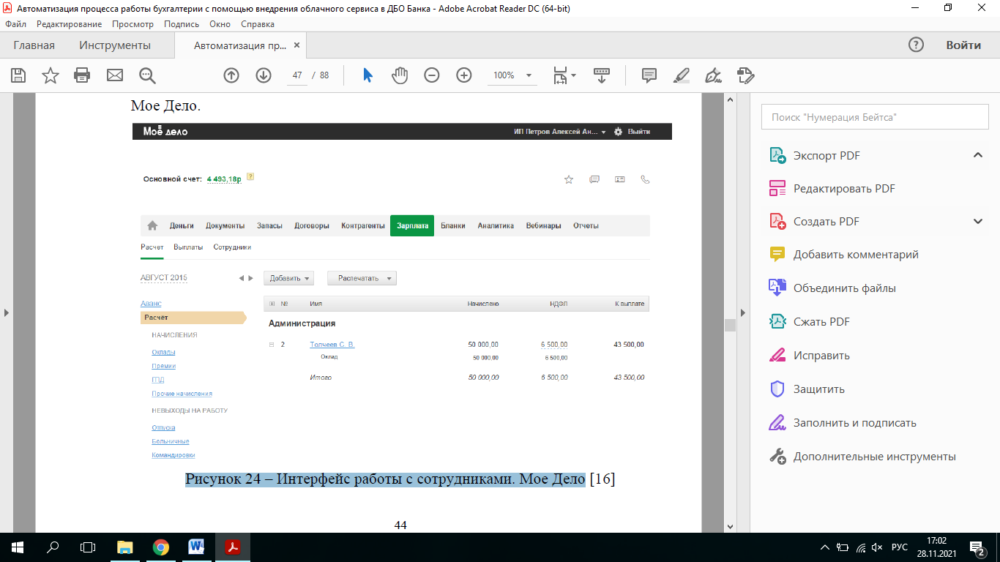 Автоматизация процесса работы бухгалтерии с помощью внедрения облачного сервиса в ДБО Банка - Adobe Acrobat Reader DC (64-bit)
Файл Редактирование Просмотр Подпись Окно Справка
Главная Инструменты Автоматизация пр... × Войти
47 / 88 100%
Мое Дело.
Моё дело ИП Петров Алексей Ан... Выйти
Основной счет: 4 493,18р ?
Деньги Документы Запасы Договоры Контрагенты Зарплата Бланки Аналитика Вебинары Отчеты
Расчет Выплаты Сотрудники
АВГУСТ 2015 Добавить Распечатать
Аванс
Расчёт
НАЧИСЛЕНИЯ
Оклады
Премии
ГПД
Прочие начисления
НЕВЫХОДЫ НА РАБОТУ
Отпуска
Больничные
Командировки
№ Имя Начислено НДФЛ К выплате
Администрация
2 Толчеев С. В. 50 000,00 6 500,00 43 500,00
Оклад 50 000,00 6 500,00
Итого 50 000,00 6 500,00 43 500,00
Рисунок 24 – Интерфейс работы с сотрудниками. Мое Дело [16]
44
Поиск "Нумерация Бейтса"
Экспорт PDF
Редактировать PDF
Создать PDF
Добавить комментарий
Объединить файлы
Сжать PDF
Исправить
Защитить
Заполнить и подписать
Дополнительные инструменты
РУС 17:02
28.11.2021 2